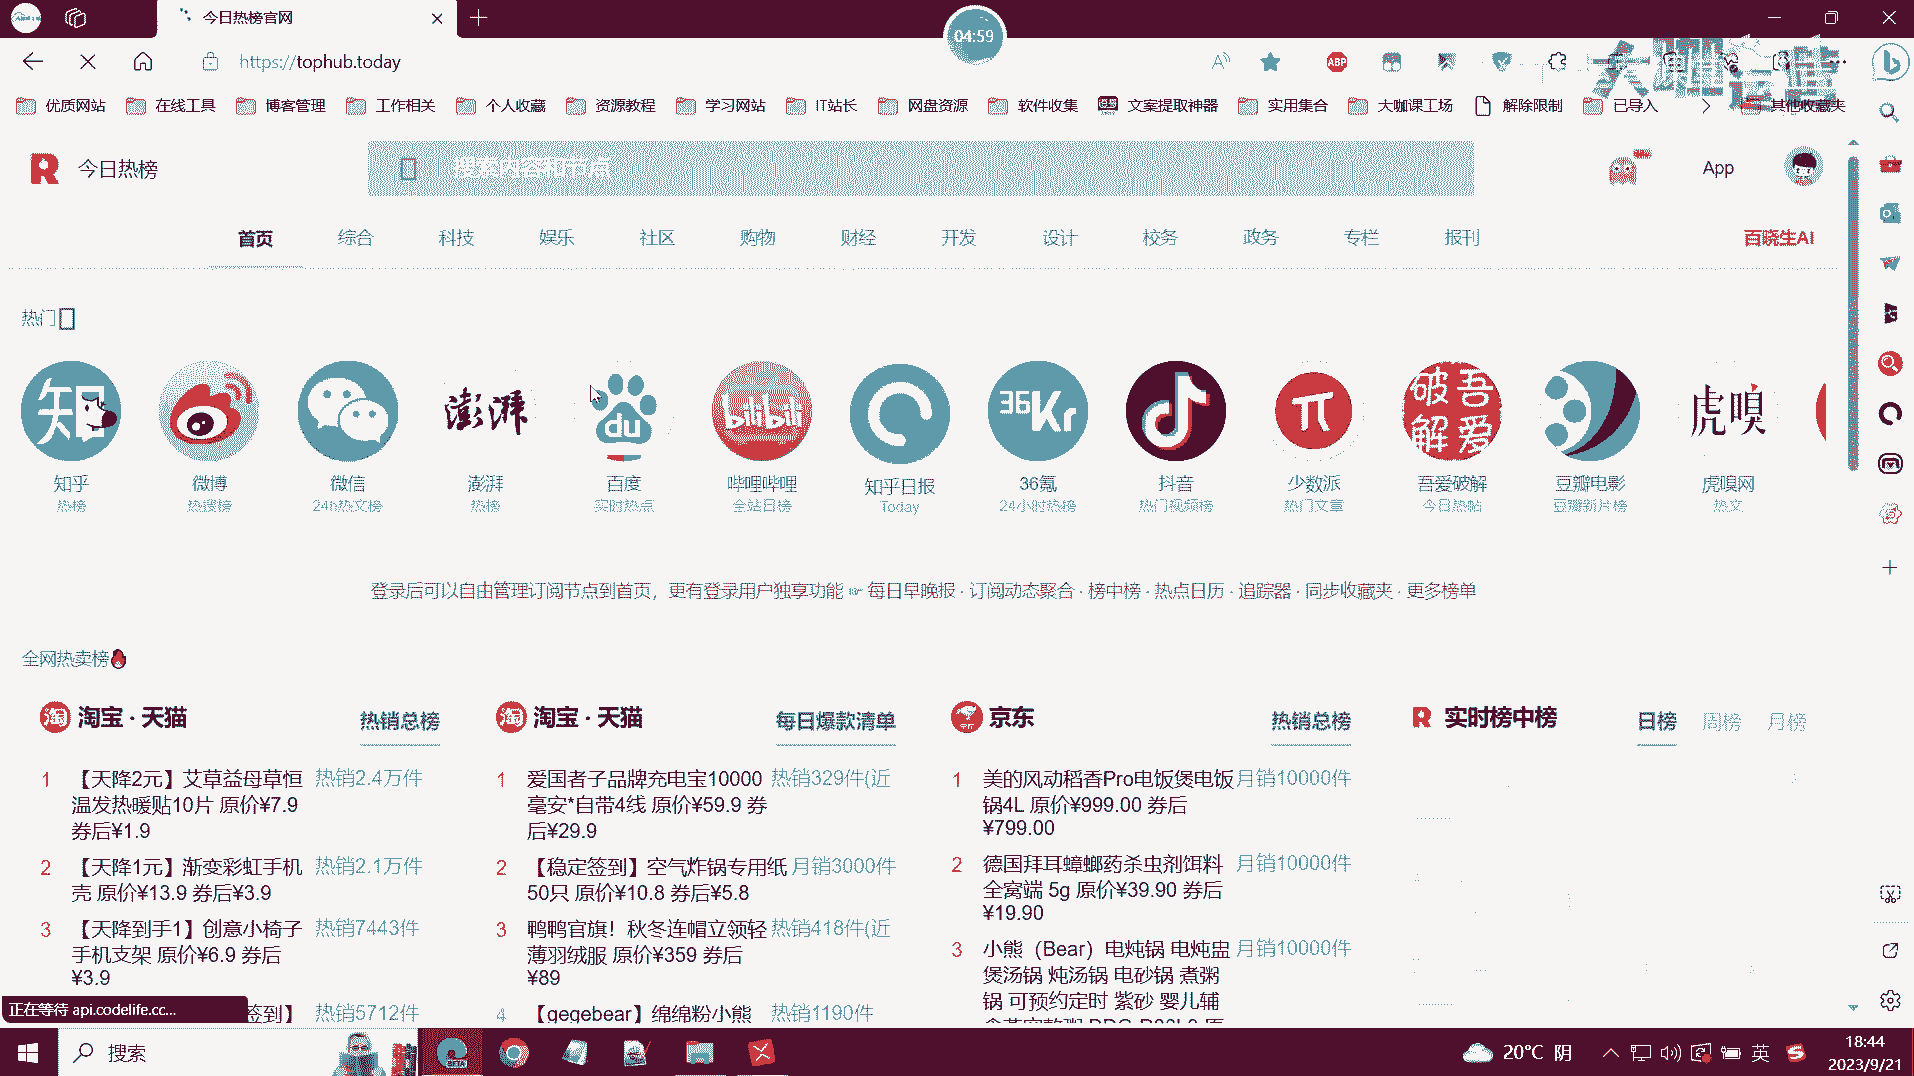 今日热榜官网
04:59
https://tophub.today
ABP
优质网站 在线工具 博客管理 工作相关 个人收藏 资源教程 学习网站 IT站长 网盘资源 软件收集 文案提取神器 实用集合 大咖课工场 解除限制 已导入 其他收藏夹
大咖运营
今日热榜
搜索内容和节点
App
首页 综合 科技 娱乐 社区 购物 财经 开发 设计 校务 政务 专栏 报刊 百晓生AI
热门
知 澎湃 du bilibili 36Kr 吾爱破解 虎嗅
知乎 微博 微信 澎湃 百度 哔哩哔哩 知乎日报 36氪 抖音 少数派 吾爱破解 豆瓣电影 虎嗅网
热榜 热搜榜 24h热文榜 热榜 实时热点 全站日榜 Today 24小时热榜 热门视频榜 热门文章 今日热帖 豆瓣新片榜 热文
登录后可以自由管理订阅节点到首页，更有登录用户独享功能 ☞ 每日早晚报 · 订阅动态聚合 · 榜中榜 · 热点日历 · 追踪器 · 同步收藏夹 · 更多榜单
全网热卖榜
淘 淘宝 · 天猫 热销总榜
1 【天降2元】艾草益母草恒 热销2.4万件
温发热暖贴10片 原价¥7.9
券后¥1.9
2 【天降1元】渐变彩虹手机 热销2.1万件
壳 原价¥13.9 券后¥3.9
3 【天降到手1】创意小椅子 热销7443件
手机支架 原价¥6.9 券后
¥3.9
签到】 热销5712件
淘 淘宝 · 天猫 每日爆款清单
1 爱国者子品牌充电宝10000 热销329件(近
毫安*自带4线 原价¥59.9 券
后¥29.9
2 【稳定签到】空气炸锅专用纸 月销3000件
50只 原价¥10.8 券后¥5.8
3 鸭鸭官旗！秋冬连帽立领轻 热销418件(近
薄羽绒服 原价¥359 券后
¥89
4 【gegebear】绵绵粉小熊 热销1190件
京东 热销总榜
1 美的风动稻香Pro电饭煲电饭 月销10000件
锅4L 原价¥999.00 券后
¥799.00
2 德国拜耳蟑螂药杀虫剂饵料 月销10000件
全窝端 5g 原价¥39.90 券后
¥19.90
3 小熊（Bear）电炖锅 电炖盅 月销10000件
煲汤锅 炖汤锅 电砂锅 煮粥
锅 可预约定时 紫砂 婴儿辅
实时榜中榜 日榜 周榜 月榜
正在等待 api.codelife.cc...
搜索
BETA
20°C 阴
英
18:44
2023/9/21